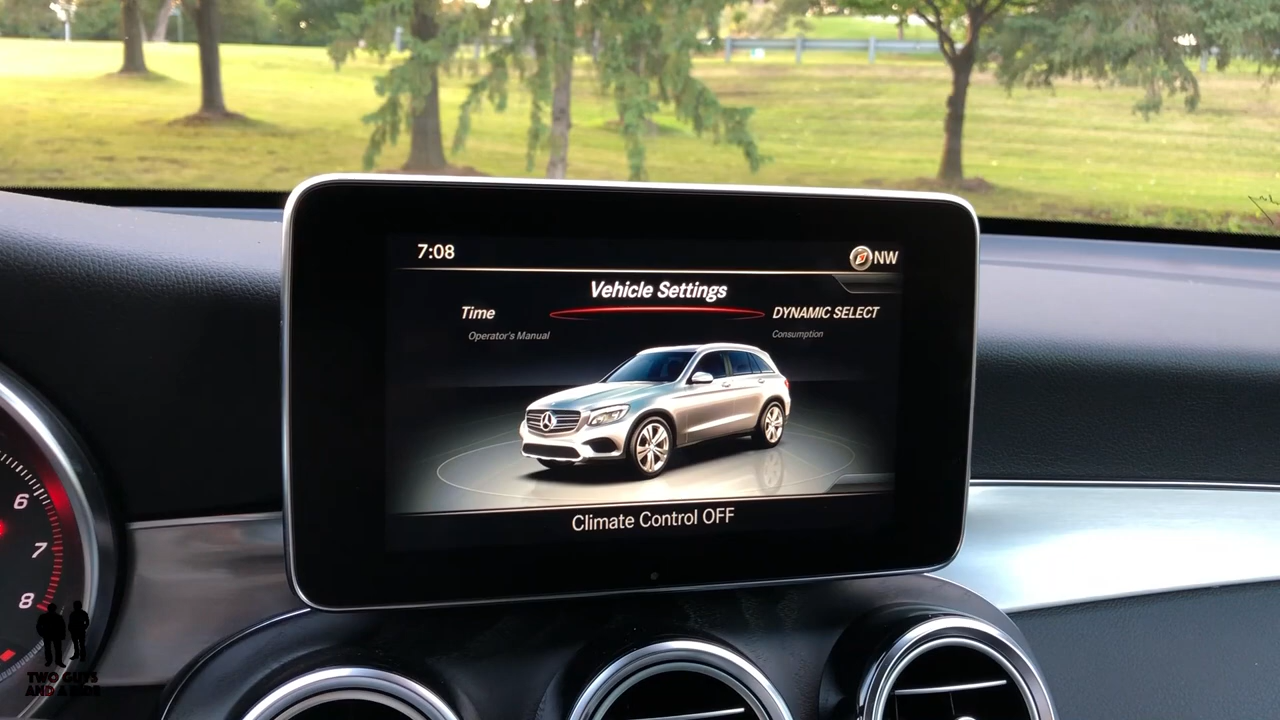 7:08
NW
Vehicle Settings
Time
DYNAMIC SELECT
Operator's Manual
Consumption
Climate Control OFF
6
7
8
TWO GUYS
AND A RIDE